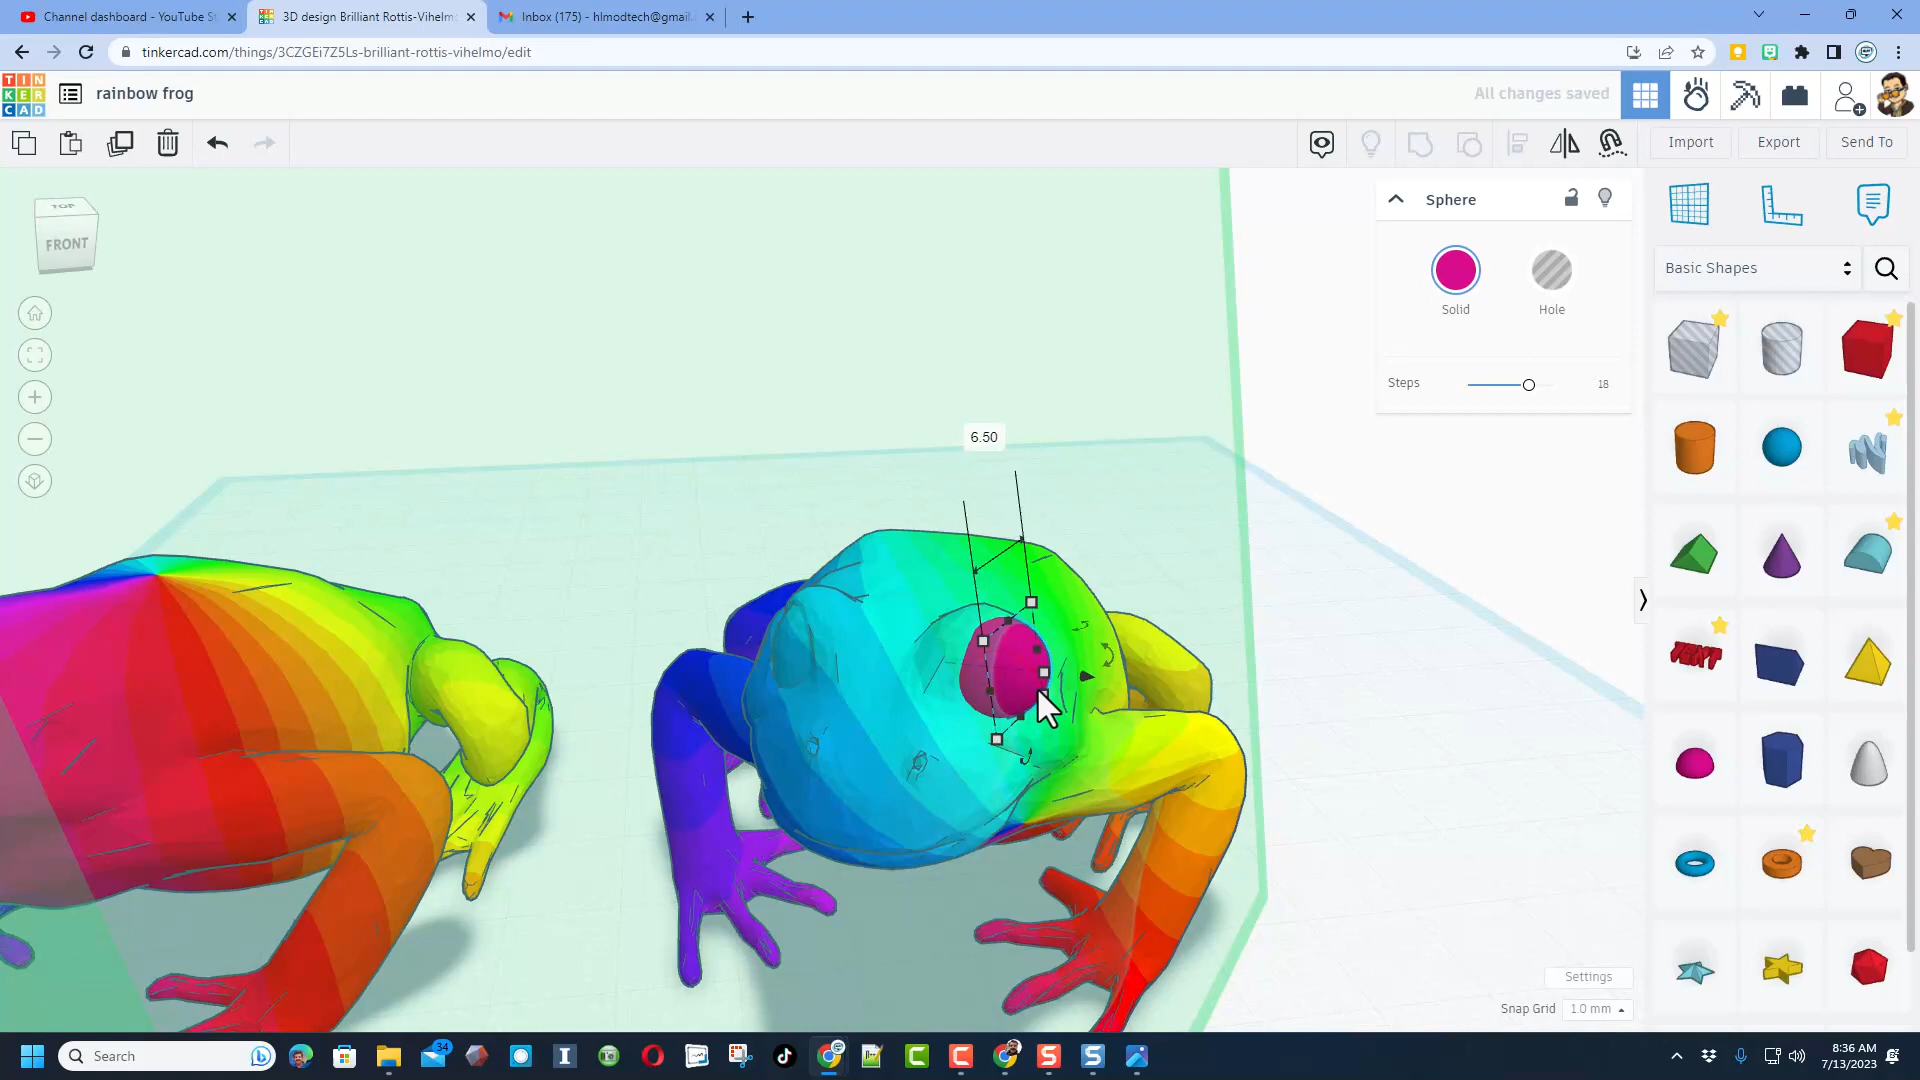 Channel dashboard - YouTube S
3D design Brilliant Rottis-Vihelm
Inbox (175) - hlmodtech@gmail.
tinkercad.com/things/3CZGEi7Z5Ls-brilliant-rottis-vihelmo/edit
TIN
KER
CAD
rainbow frog
All changes saved
Import
Export
Send To
TOP
FRONT
Sphere
Solid
Hole
Steps
18
Basic Shapes
6.50
TEXT
Settings
Snap Grid
1.0 mm
Search
34
8:36 AM
7/13/2023